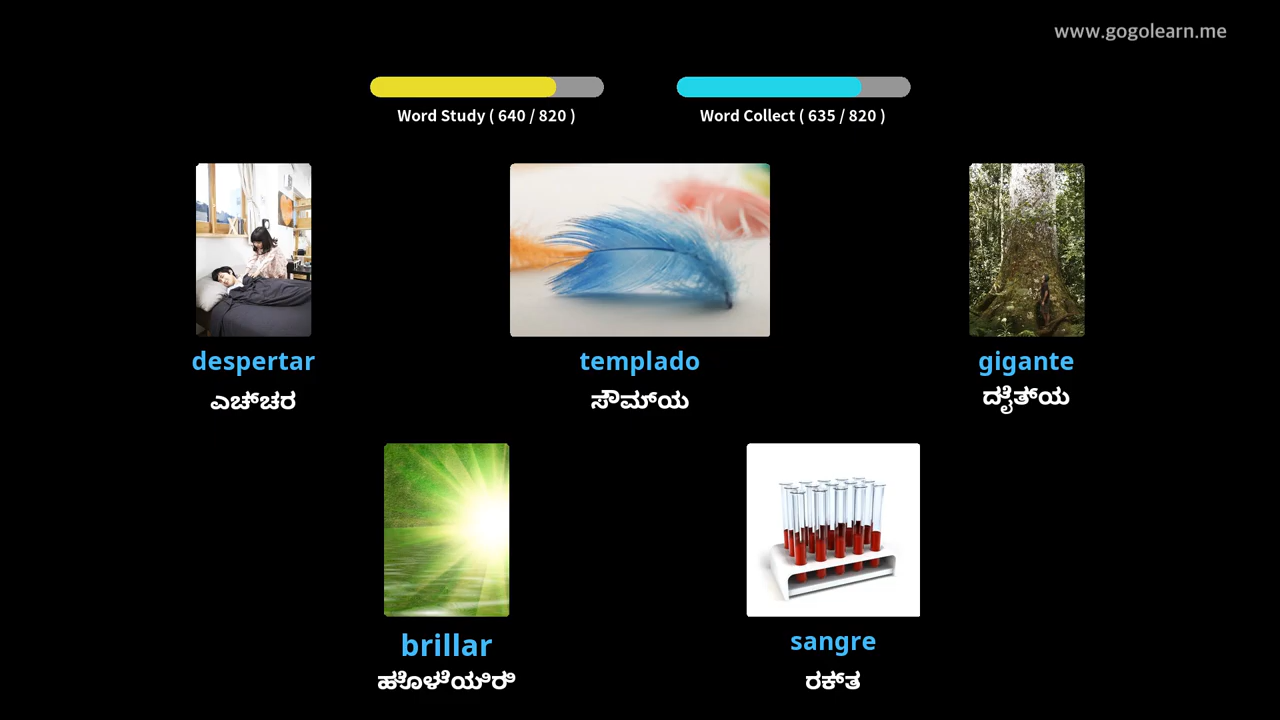 www.gogolearn.me
Word Study ( 640 / 820 )
Word Collect ( 635 / 820 )
despertar
templado
gigante
ಎಚ್ಚರ
ಸೌಮ್ಯ
ದೈತ್ಯ
brillar
sangre
ಹೊಳೆಯಿರಿ
ರಕ್ತ